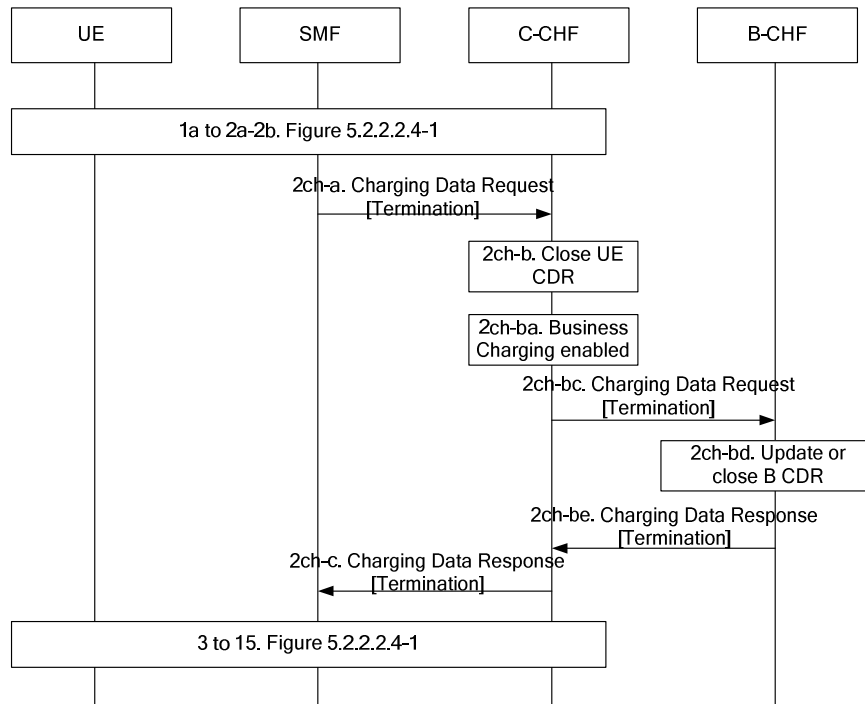 UE
SMF
C-CHF
B-CHF
1a to 2a-2b. Figure 5.2.2.2.4-1
2ch-a. Charging Data Request
[Termination]
2ch-b. Close UE
CDR
2ch-ba. Business
Charging enabled
2ch-bc. Charging Data Request
[Termination]
2ch-bd. Update or
close B CDR
2ch-be. Charging Data Response
[Termination]
2ch-c. Charging Data Response
[Termination]
3 to 15. Figure 5.2.2.2.4-1